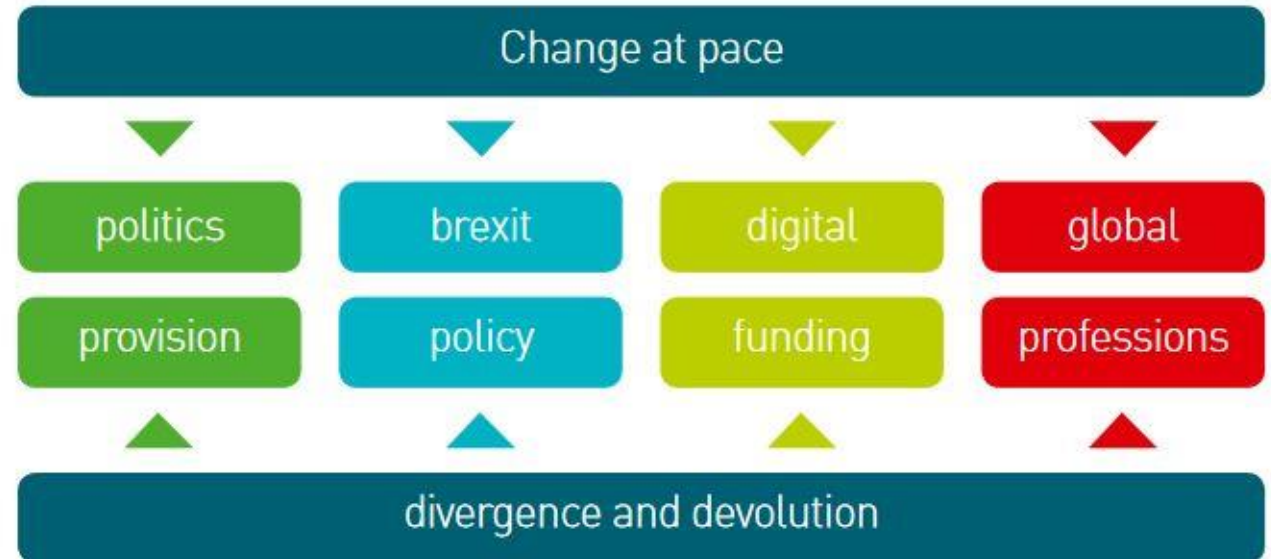 Change at pace
politics brexit digital global
provision policy funding professions
divergence and devolution